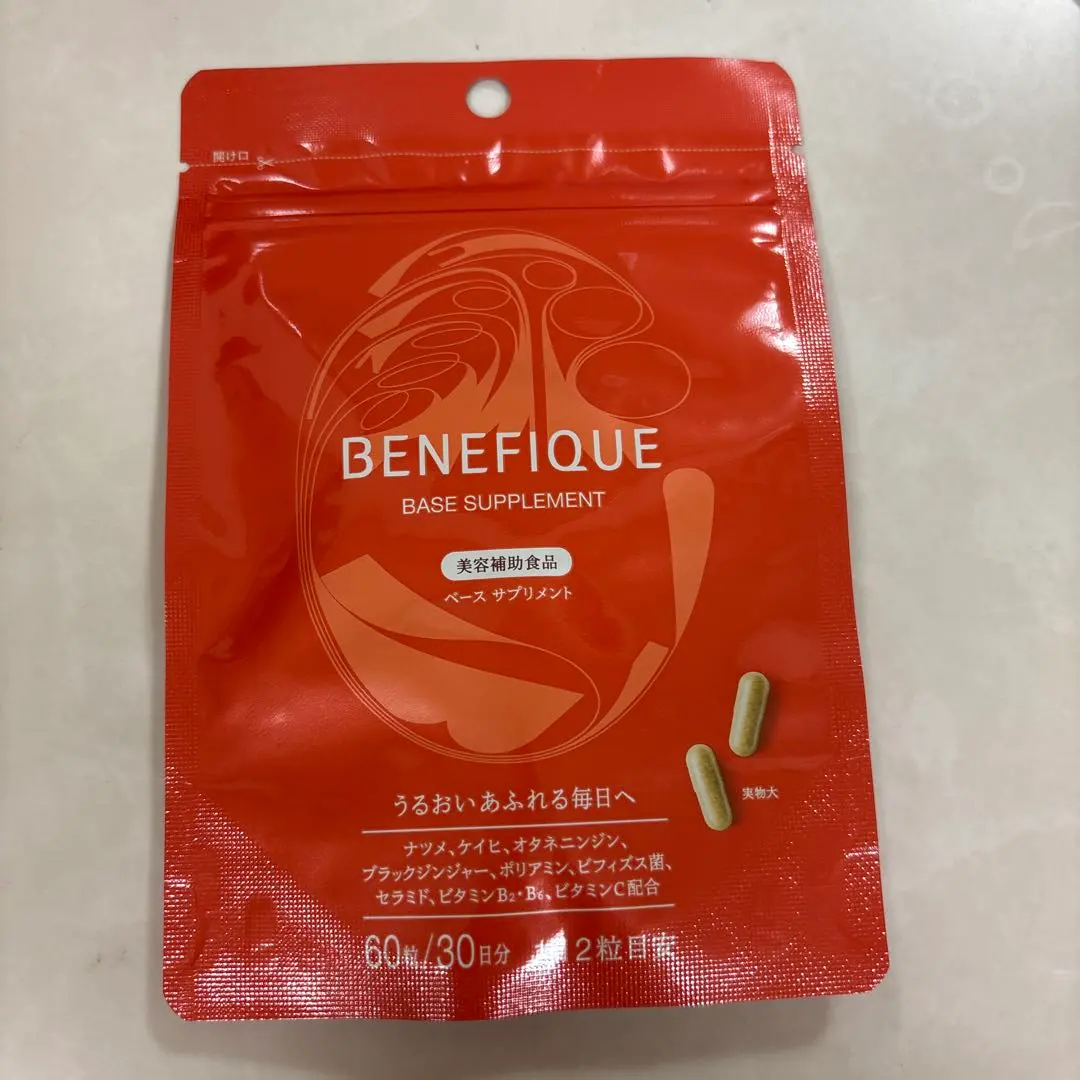 開け口
BENEFIQUE
BASE SUPPLEMENT
美容補助食品
ベース サプリメント
実物大
うるおい あふれる毎日へ
ナツメ、ケイヒ、オタネニンジン、
ブラックジンジャー、ポリアミン、ビフィズス菌、
セラミド、ビタミンB₂・B₆、ビタミンC配合
60粒/30日分 2粒目安